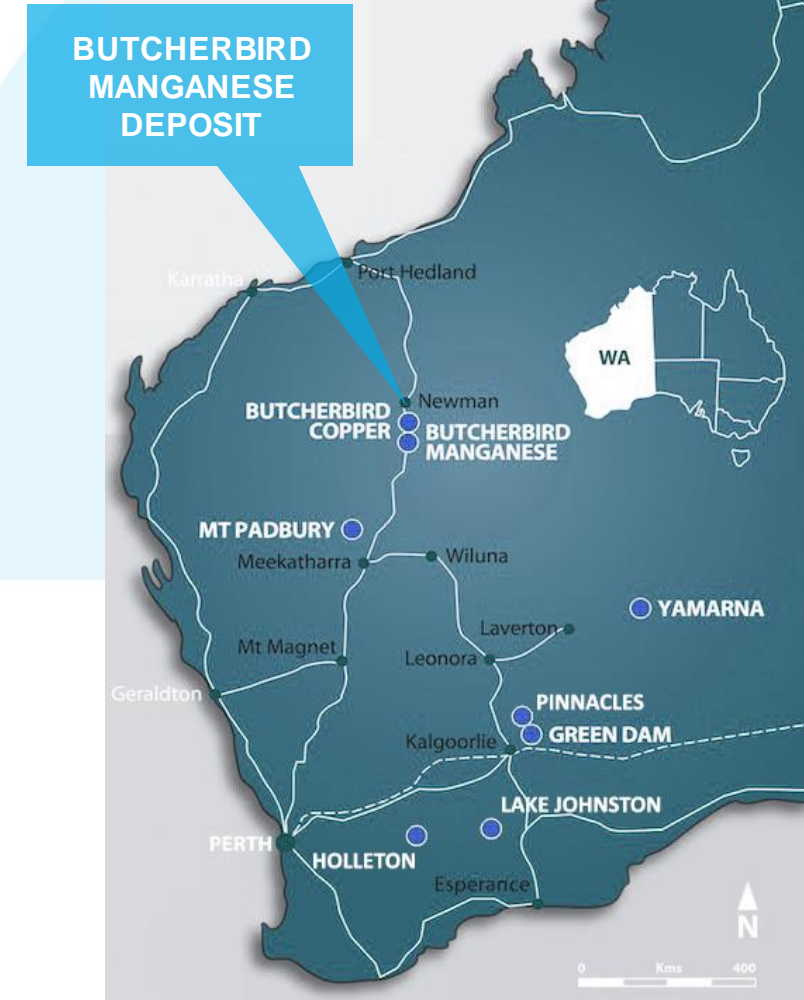 BUTCHERBIRD
MANGANESE
DEPOSIT
Karratha
Port Hedland
WA
Newman
BUTCHERBIRD
COPPER
BUTCHERBIRD
MANGANESE
MT PADBURY
Meekatharra
Wiluna
YAMARNA
Laverton
Mt Magnet
Leonora
Geraldton
PINNACLES
GREEN DAM
Kalgoorlie
LAKE JOHNSTON
PERTH
HOLLETON
Esperance
N
0 Kms 400